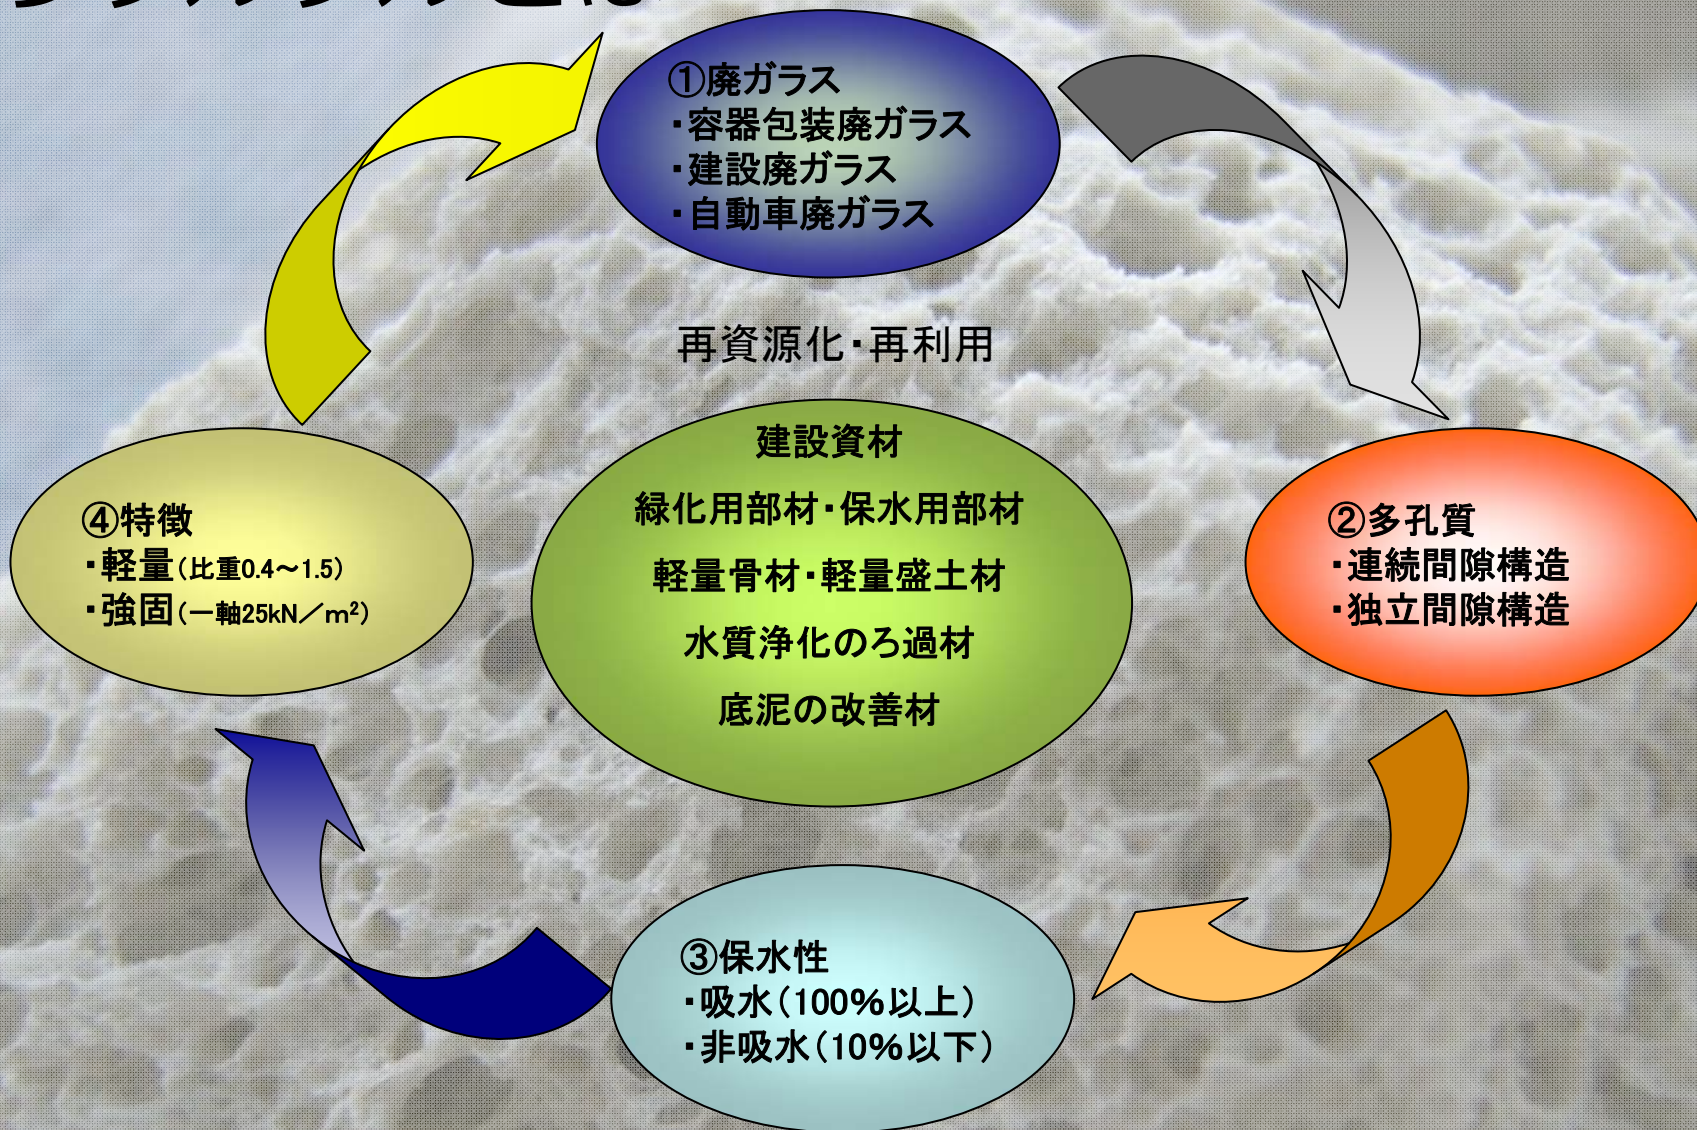 ①廃ガラス
・容器包装廃ガラス
・建設廃ガラス
・自動車廃ガラス
再資源化・再利用
建設資材
緑化用部材・保水用部材
軽量骨材・軽量盛土材
水質浄化のろ過材
底泥の改善材
②多孔質
・連続間隙構造
・独立間隙構造
③保水性
・吸水（100%以上）
・非吸水（10%以下）
④特徴
・軽量（比重0.4～1.5）
・強固（一軸25kN／m²）